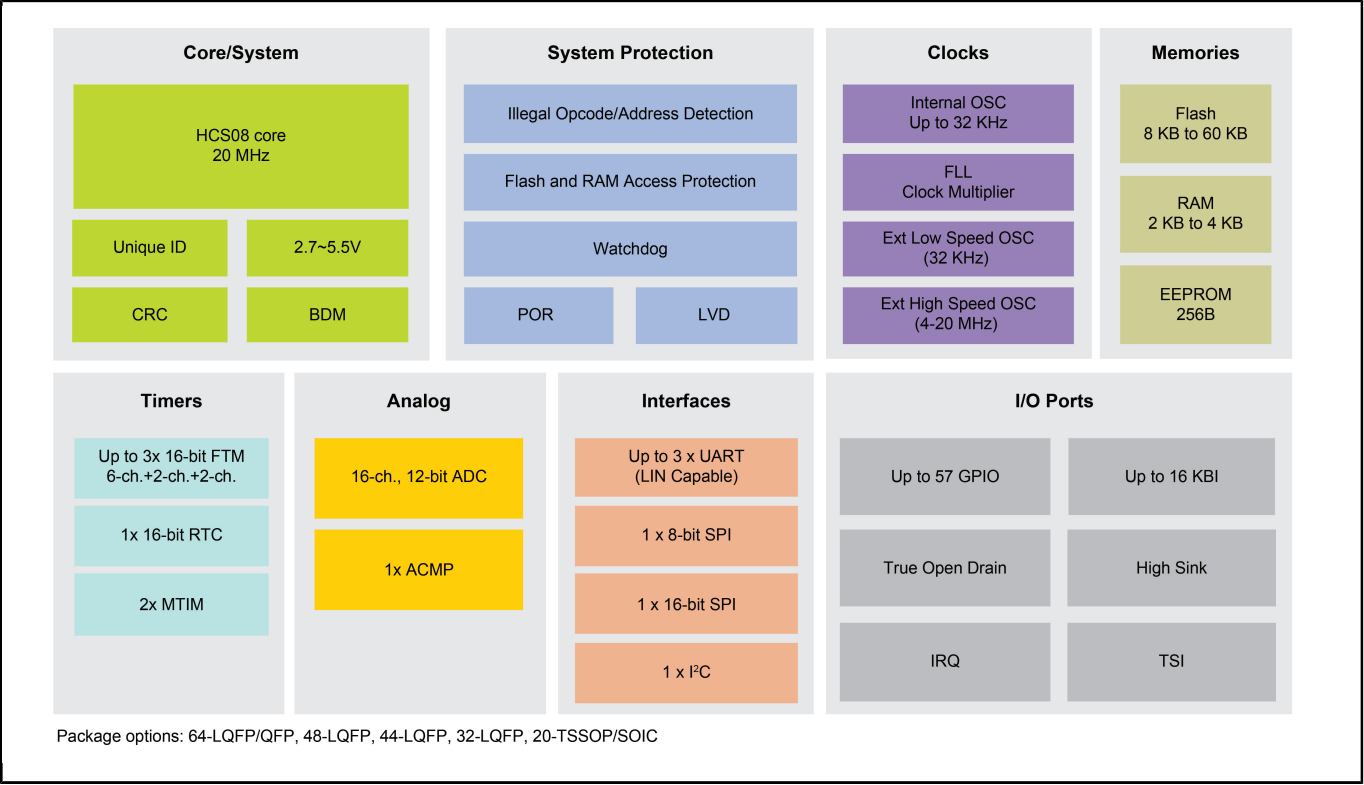 Core/System
HCS08 core
20 MHz
Unique ID
2.7~5.5V
CRC
BDM
System Protection
Illegal Opcode/Address Detection
Flash and RAM Access Protection
Watchdog
POR
LVD
Clocks
Internal OSC
Up to 32 KHz
FLL
Clock Multiplier
Ext Low Speed OSC
(32 KHz)
Ext High Speed OSC
(4-20 MHz)
Memories
Flash
8 KB to 60 KB
RAM
2 KB to 4 KB
EEPROM
256B
Timers
Up to 3x 16-bit FTM
6-ch.+2-ch.+2-ch.
1x 16-bit RTC
2x MTIM
Analog
16-ch., 12-bit ADC
1x ACMP
Interfaces
Up to 3 x UART
(LIN Capable)
1 x 8-bit SPI
1 x 16-bit SPI
1 x I²C
I/O Ports
Up to 57 GPIO
Up to 16 KBI
True Open Drain
High Sink
IRQ
TSI
Package options: 64-LQFP/QFP, 48-LQFP, 44-LQFP, 32-LQFP, 20-TSSOP/SOIC